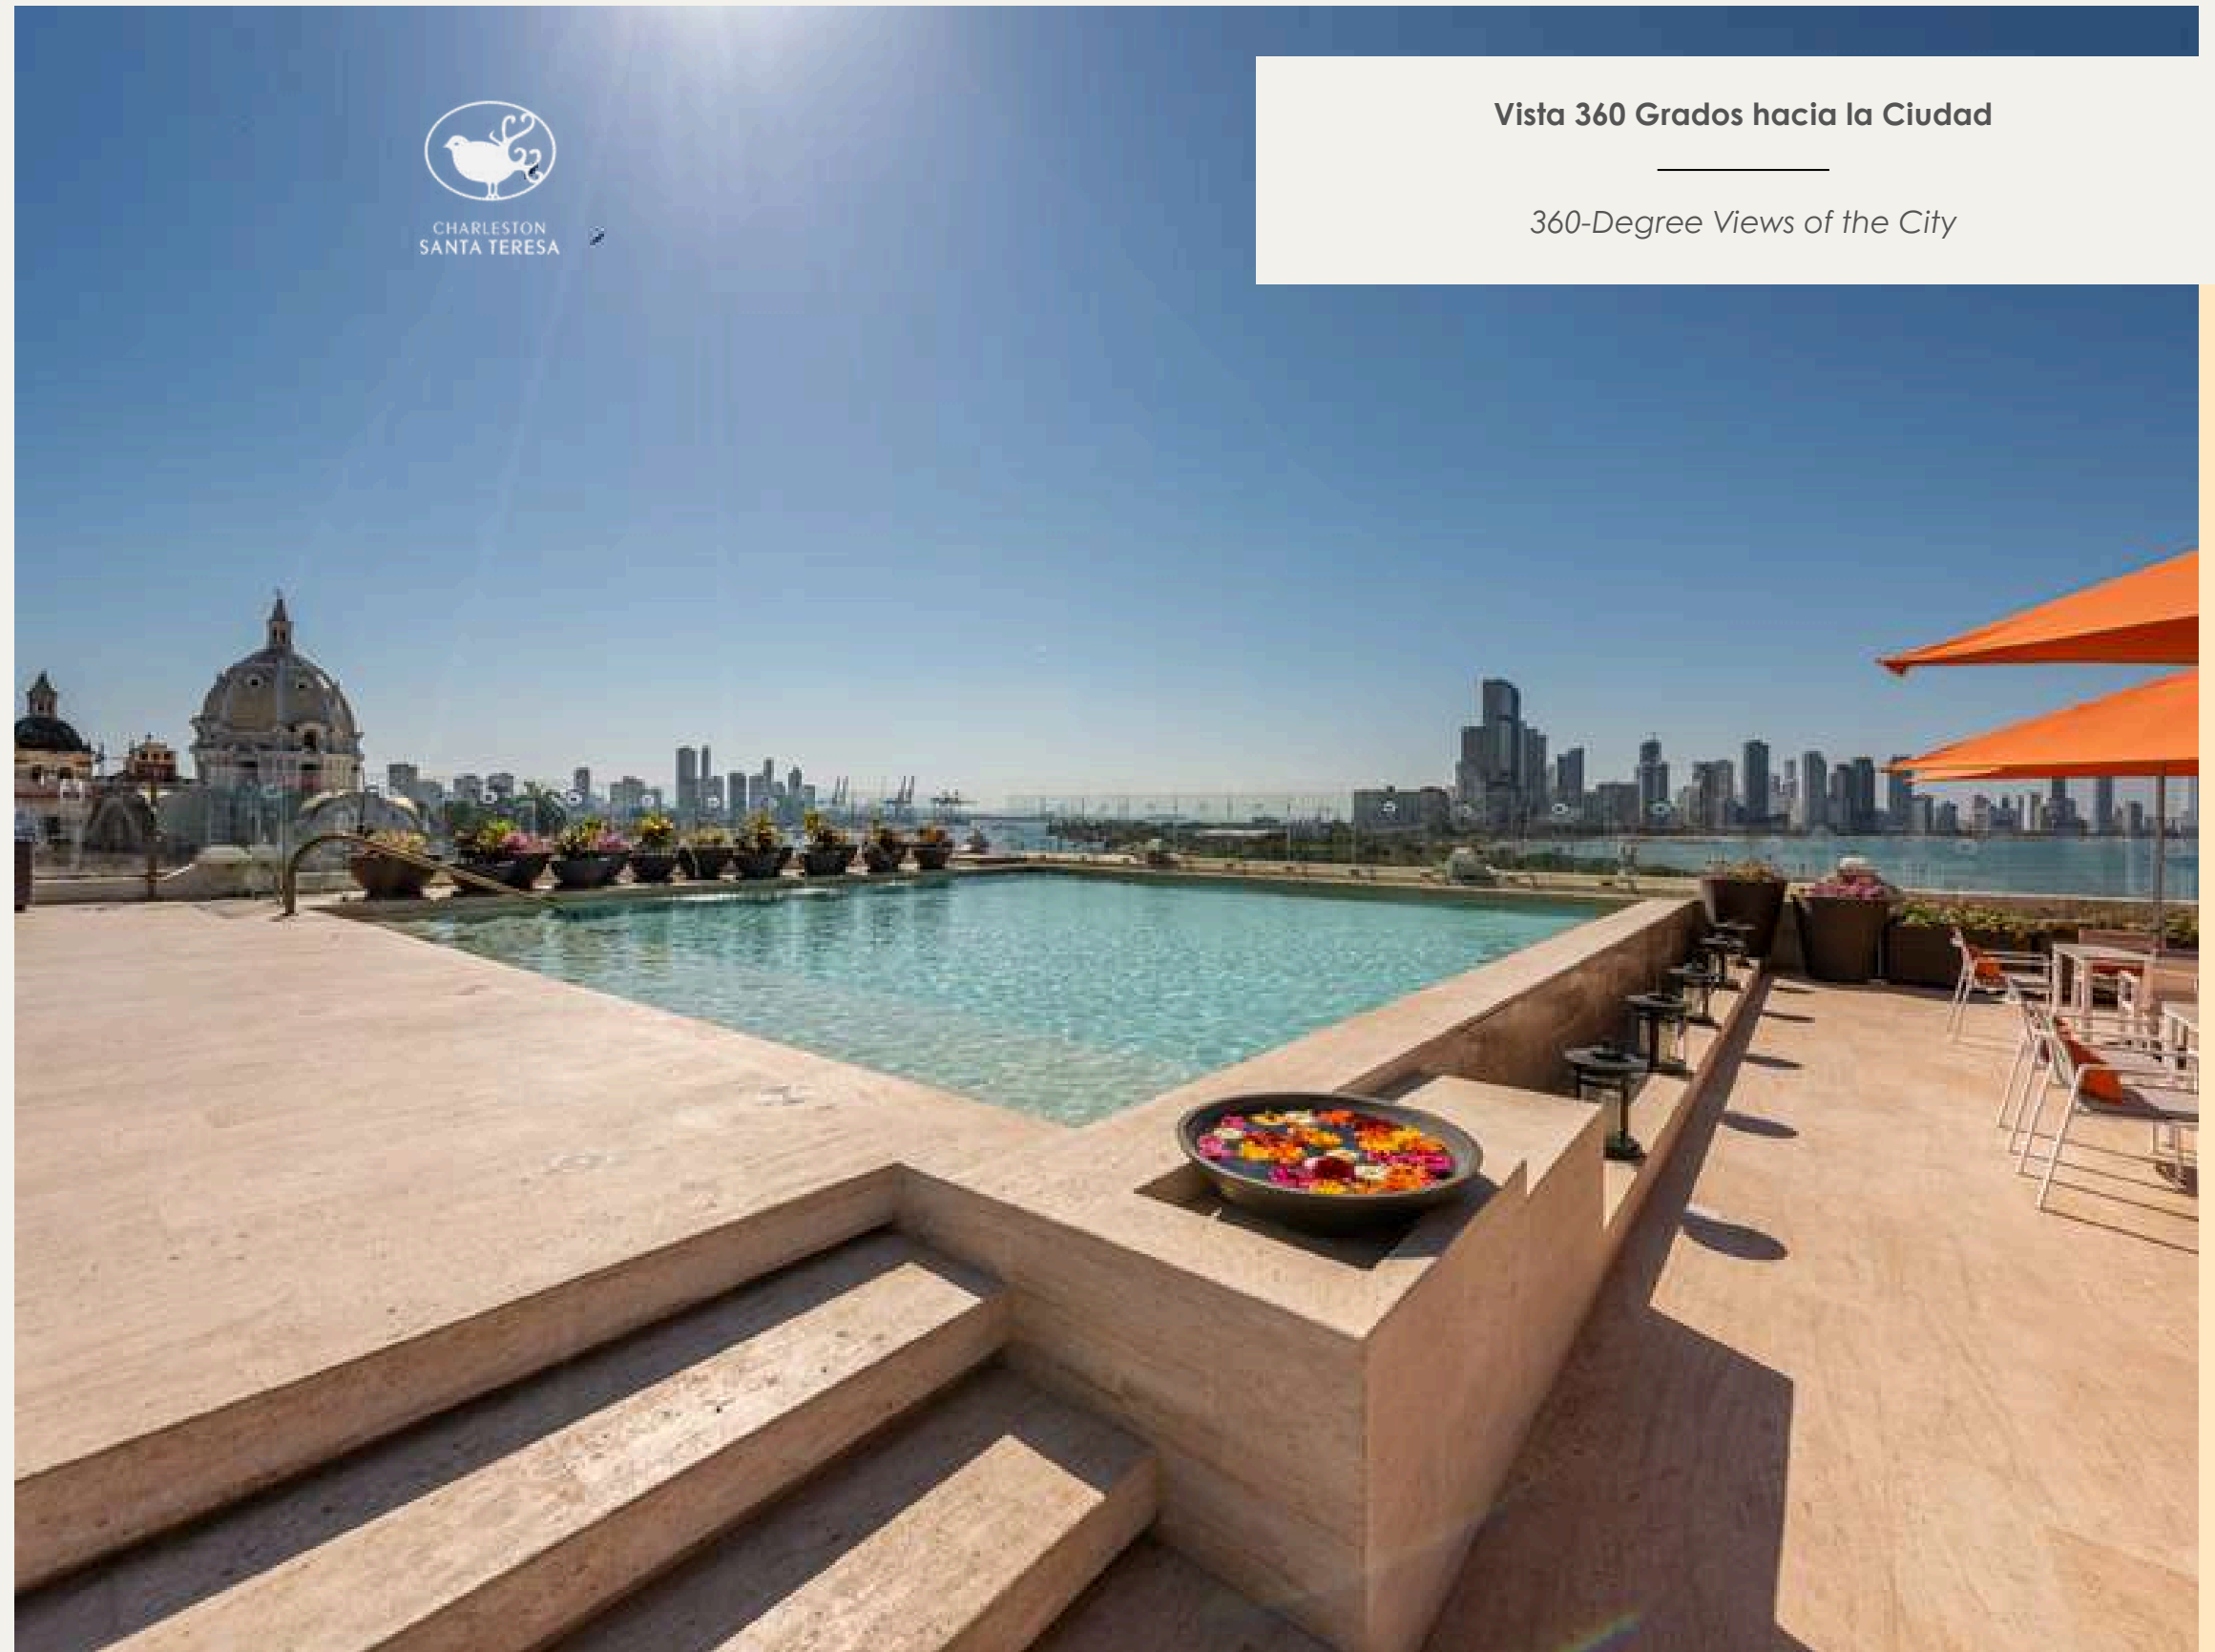 CHARLESTON
SANTA TERESA
Vista 360 Grados hacia la Ciudad
360-Degree Views of the City